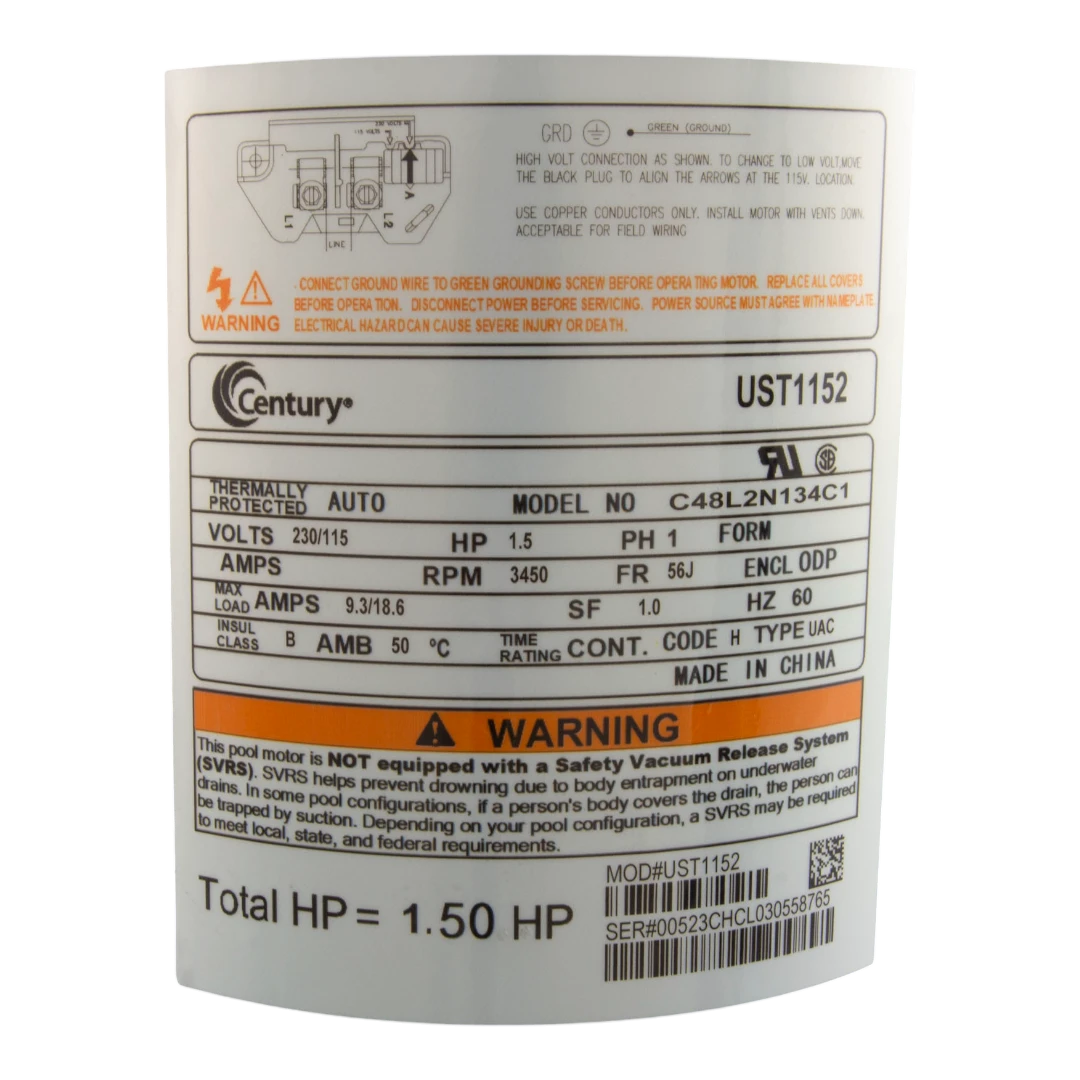 230 VOLTS
115 VOLTS
A
L1
L2
LINE
GRD
GREEN (GROUND)
HIGH VOLT CONNECTION AS SHOWN. TO CHANGE TO LOW VOLT,MOVE
THE BLACK PLUG TO ALIGN THE ARROWS AT THE 115V. LOCATION.
USE COPPER CONDUCTORS ONLY. INSTALL MOTOR WITH VENTS DOWN.
ACCEPTABLE FOR FIELD WIRING
WARNING
CONNECT GROUND WIRE TO GREEN GROUNDING SCREW BEFORE OPERATING MOTOR. REPLACE ALL COVERS
BEFORE OPERATION. DISCONNECT POWER BEFORE SERVICING. POWER SOURCE MUST AGREE WITH NAMEPLATE.
ELECTRICAL HAZARD CAN CAUSE SEVERE INJURY OR DEATH.
Century® UST1152
THERMALLY PROTECTED AUTO MODEL NO C48L2N134C1
VOLTS 230/115 HP 1.5 PH 1 FORM
AMPS RPM 3450 FR 56J ENCL ODP
MAX LOAD AMPS 9.3/18.6 SF 1.0 HZ 60
INSUL CLASS B AMB 50 °C TIME RATING CONT. CODE H TYPE UAC
MADE IN CHINA
WARNING
This pool motor is NOT equipped with a Safety Vacuum Release System
(SVRS). SVRS helps prevent drowning due to body entrapment on underwater
drains. In some pool configurations, if a person's body covers the drain, the person can
be trapped by suction. Depending on your pool configuration, a SVRS may be required
to meet local, state, and federal requirements.
Total HP = 1.50 HP
MOD#UST1152
SER#00523CHCL030558765